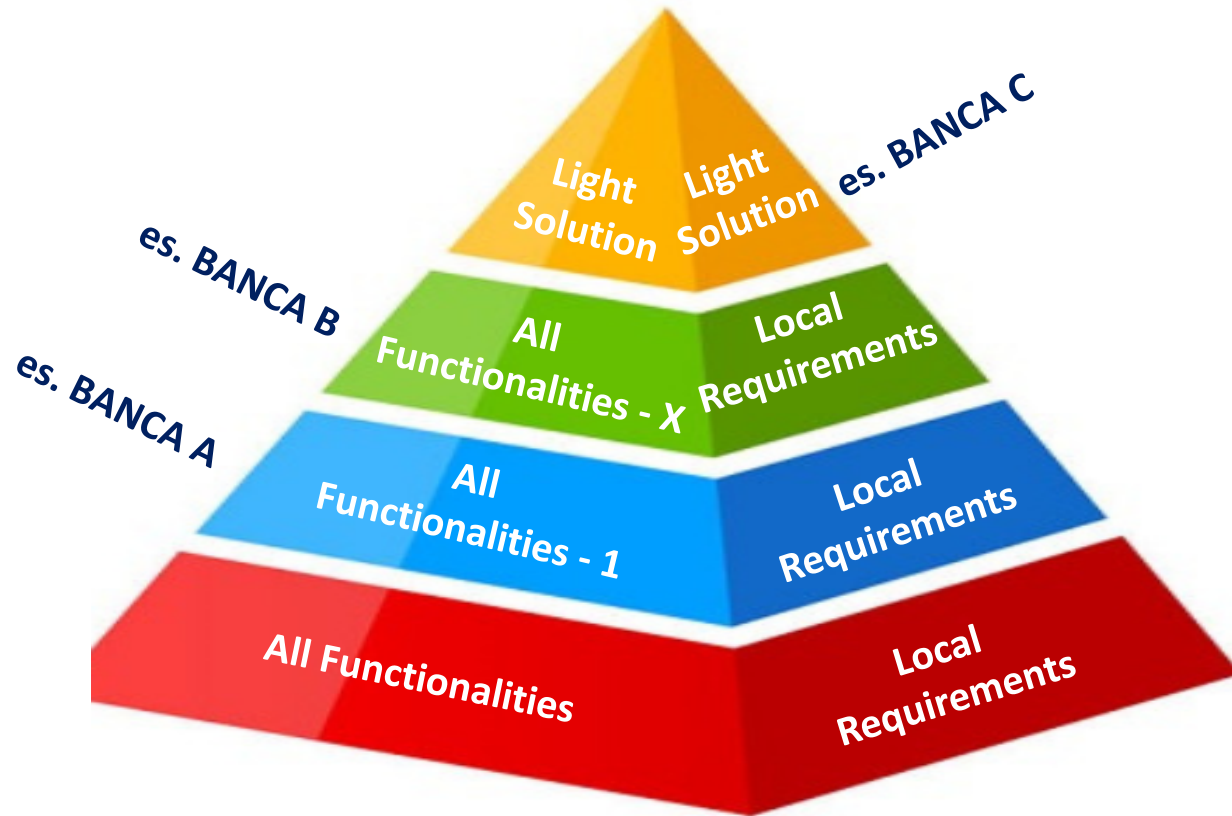 es. BANCA C
Light
Solution
Light
Solution
es. BANCA B
All
Functionalities - X
Local
Requirements
es. BANCA A
All
Functionalities - 1
Local
Requirements
All Functionalities
Local
Requirements